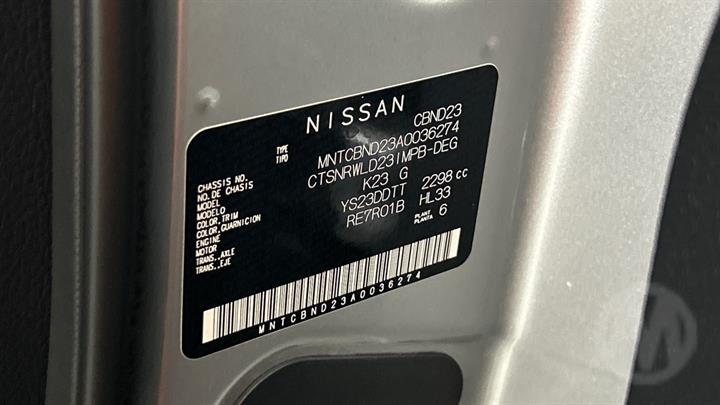 NISSAN
TYPE TIPO CBND23
CHASSIS NO. NO. DE CHASIS MNTCBND23A0036274
MODEL MODELO CTSNRWLD23IMPB-DEG
COLOR,TRIM COLOR,GUARNICION K23 G
ENGINE MOTOR YS23DDTT 2298 cc
TRANS.,AXLE TRANS.,EJE RE7R01B HL33
PLANT PLANTA 6
MNTCBND23A0036274